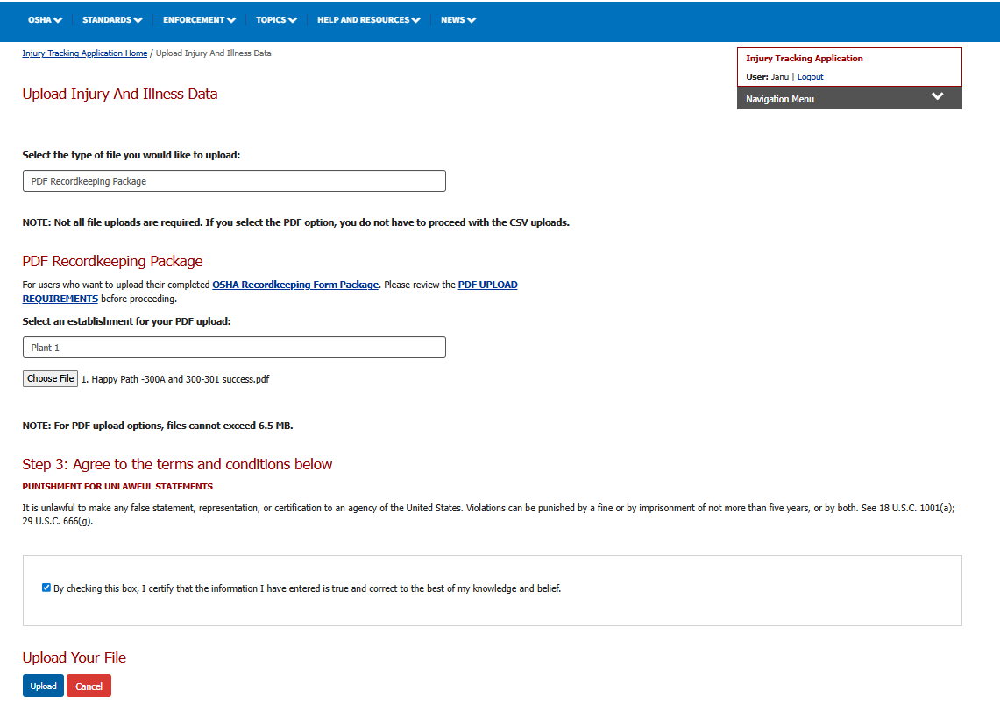 OSHA STANDARDS ENFORCEMENT TOPICS HELP AND RESOURCES NEWS
Injury Tracking Application Home / Upload Injury And Illness Data
Injury Tracking Application
User: Janu | Logout
Navigation Menu
Upload Injury And Illness Data
Select the type of file you would like to upload:
PDF Recordkeeping Package
NOTE: Not all file uploads are required. If you select the PDF option, you do not have to proceed with the CSV uploads.
PDF Recordkeeping Package
For users who want to upload their completed OSHA Recordkeeping Form Package. Please review the PDF UPLOAD
REQUIREMENTS before proceeding.
Select an establishment for your PDF upload:
Plant 1
Choose File 1. Happy Path -300A and 300-301 success.pdf
NOTE: For PDF upload options, files cannot exceed 6.5 MB.
Step 3: Agree to the terms and conditions below
PUNISHMENT FOR UNLAWFUL STATEMENTS
It is unlawful to make any false statement, representation, or certification to an agency of the United States. Violations can be punished by a fine or by imprisonment of not more than five years, or by both. See 18 U.S.C. 1001(a);
29 U.S.C. 666(g).
By checking this box, I certify that the information I have entered is true and correct to the best of my knowledge and belief.
Upload Your File
Upload Cancel